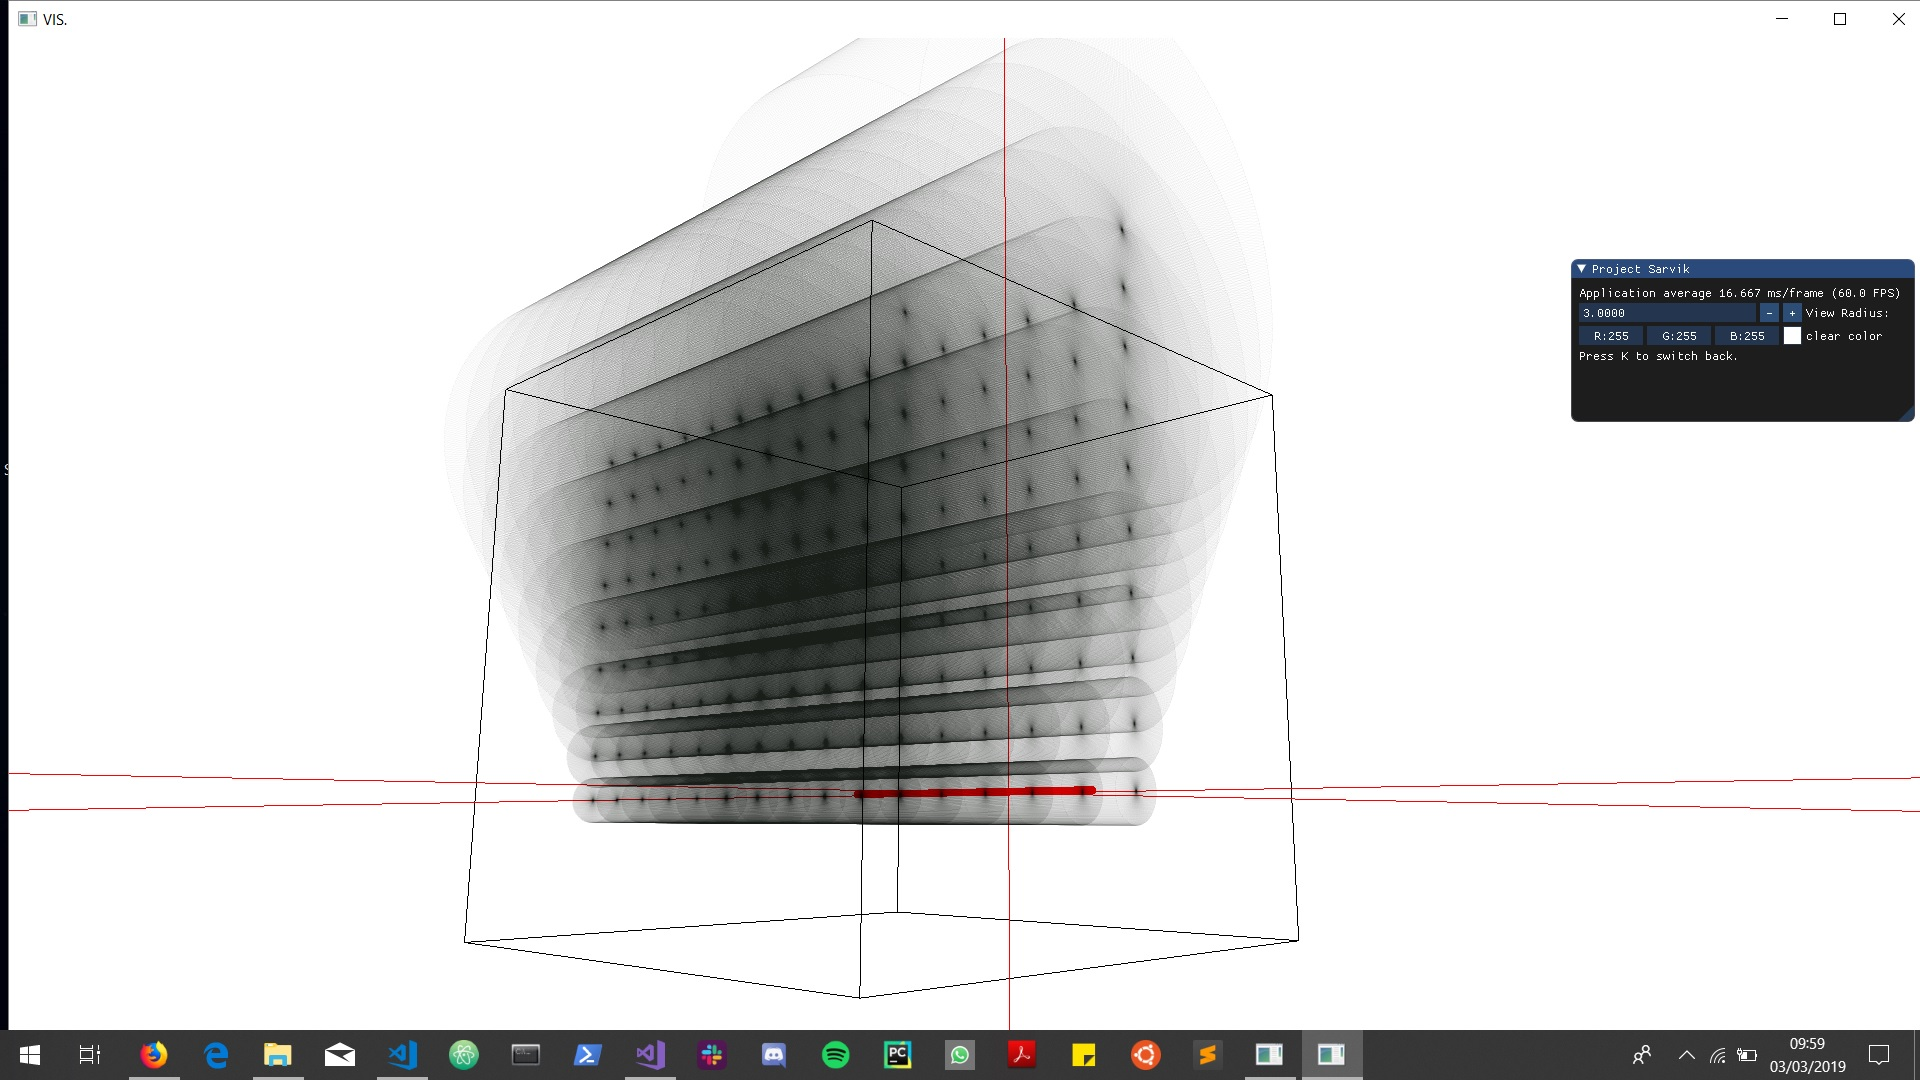 VIS.
Project Sarvik
Application average 16.667 ms/frame (60.0 FPS)
3.0000 - + View Radius:
R:255 G:255 B:255 clear color
Press K to switch back.
PC
09:59
03/03/2019